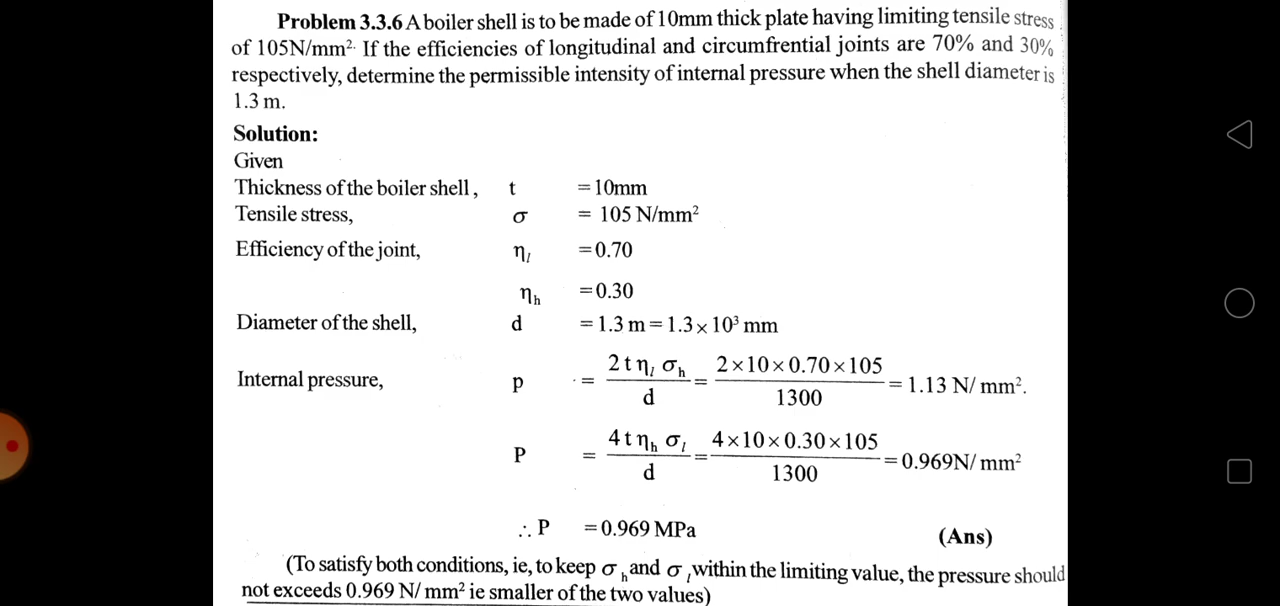 Problem 3.3.6 A boiler shell is to be made of 10mm thick plate having limiting tensile stress
of 105N/mm². If the efficiencies of longitudinal and circumfrential joints are 70% and 30%
respectively, determine the permissible intensity of internal pressure when the shell diameter is
1.3 m.
Solution:
Given
Thickness of the boiler shell, t = 10mm
Tensile stress, σ = 105 N/mm²
Efficiency of the joint, ηₗ = 0.70
ηₕ = 0.30
Diameter of the shell, d = 1.3 m = 1.3 × 10³ mm
Internal pressure, p = 2 t ηₗ σₕ / d = 2 × 10 × 0.70 × 105 / 1300 = 1.13 N/ mm².
P = 4 t ηₕ σₗ / d = 4 × 10 × 0.30 × 105 / 1300 = 0.969N/ mm²
∴ P = 0.969 MPa (Ans)
(To satisfy both conditions, ie, to keep σₕ and σₗ within the limiting value, the pressure should
not exceeds 0.969 N/ mm² ie smaller of the two values)